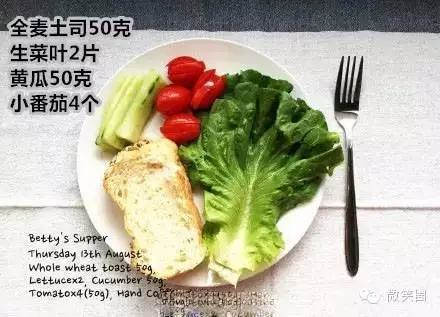 全麦土司50克
生菜叶2片
黄瓜50克
小番茄4个
Betty's Supper
Thursday 13th August
Whole wheat toast 50g,
Lettucex2, Cucumber 50g,
Tomatox4(50g), Hand
微笑圈